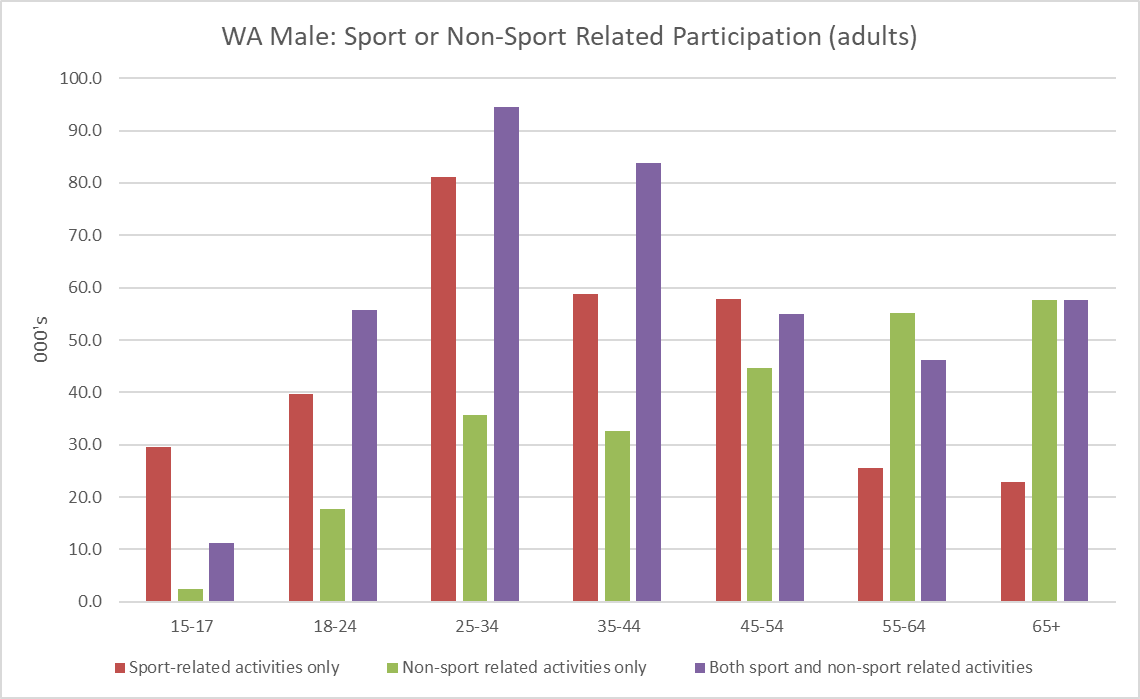 WA Male: Sport or Non-Sport Related Participation (adults)
100.0
90.0
80.0
70.0
60.0
50.0
40.0
30.0
20.0
10.0
0.0
000's
15-17 18-24 25-34 35-44 45-54 55-64 65+
Sport-related activities only Non-sport related activities only Both sport and non-sport related activities